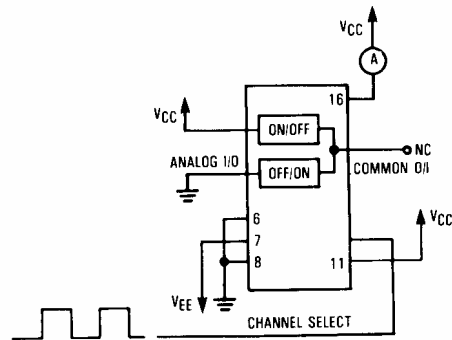 VCC
A
16
VCC
ON/OFF
NC
ANALOG I/O
OFF/ON
COMMON O/I
6
VCC
7
8
11
VEE
CHANNEL SELECT